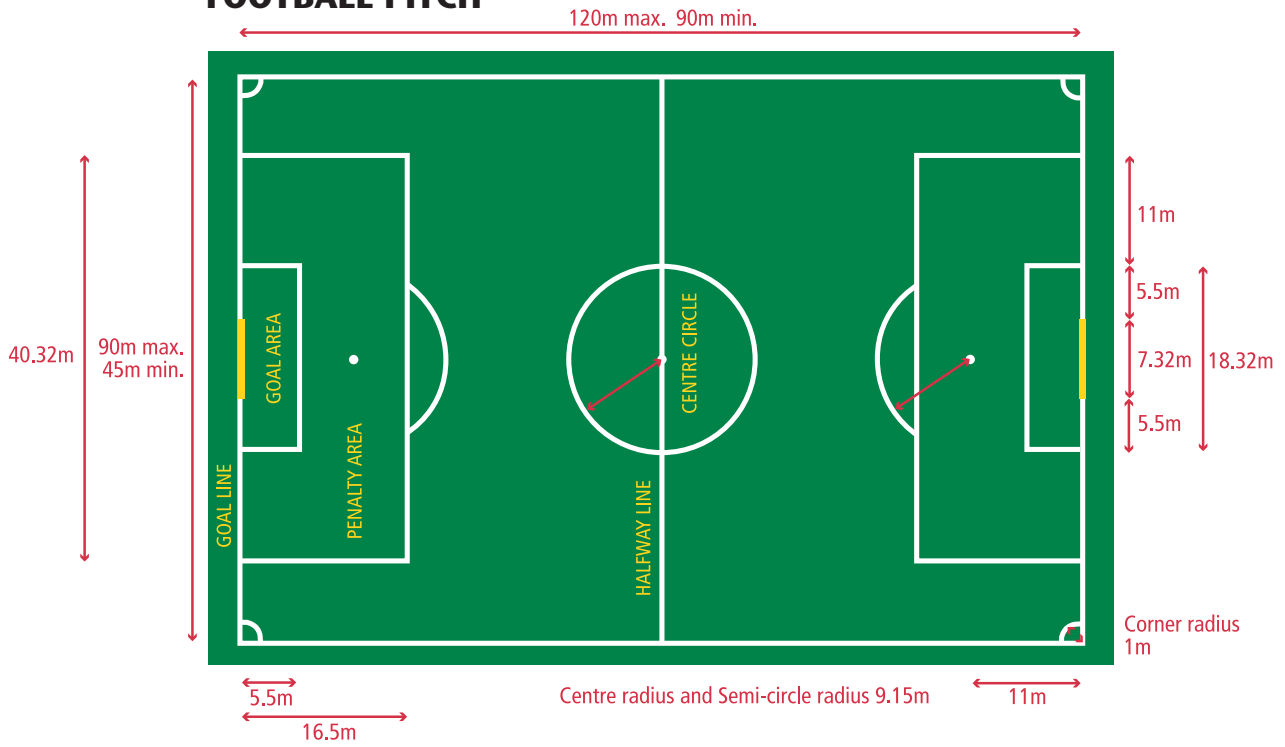 FOOTBALL PITCH
120m max. 90m min.
40.32m
90m max.
45m min.
GOAL LINE
GOAL AREA
PENALTY AREA
HALFWAY LINE
CENTRE CIRCLE
11m
5.5m
7.32m
18.32m
5.5m
Corner radius
1m
5.5m
16.5m
Centre radius and Semi-circle radius 9.15m
11m